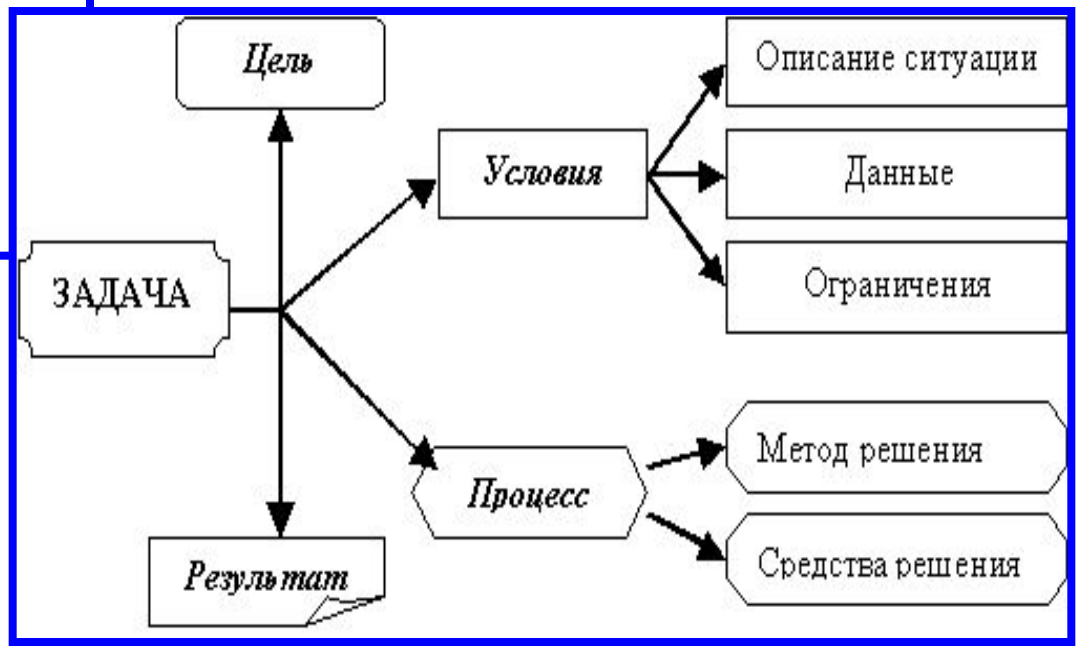 Цель
Описание ситуации
Условия
Данные
ЗАДАЧА
Ограничения
Метод решения
Процесс
Результат
Средства решения